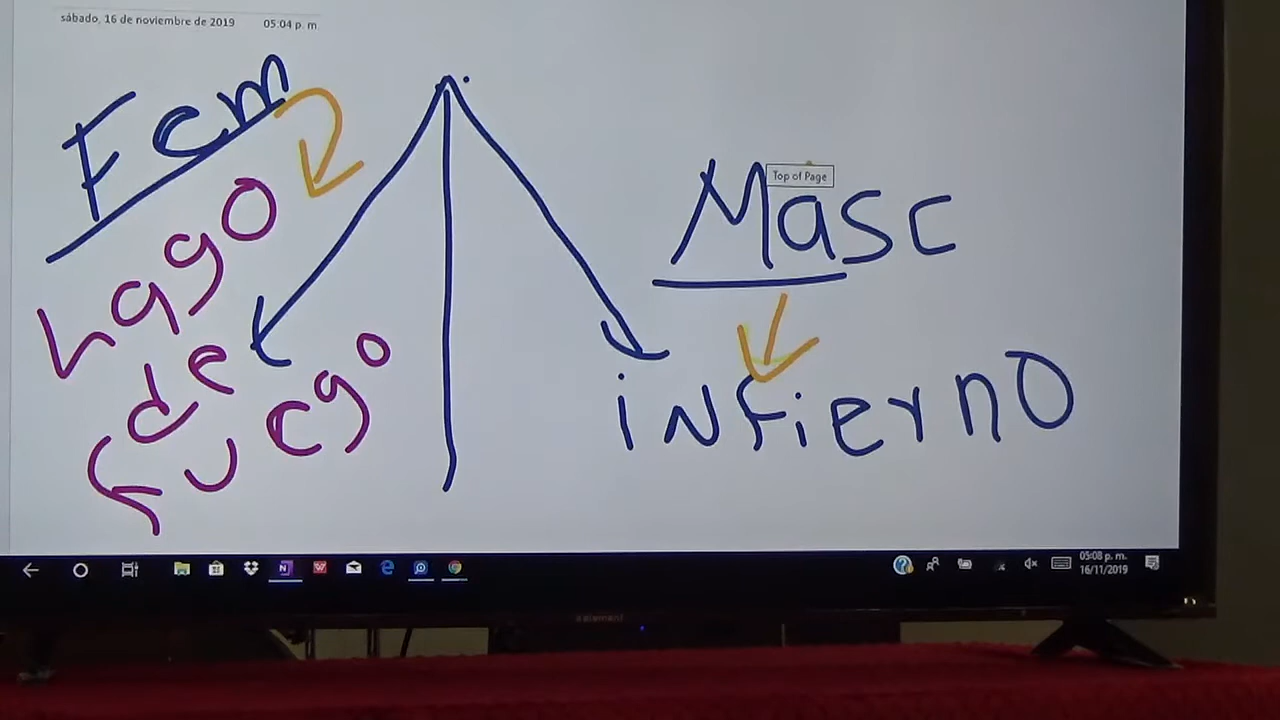 sábado, 16 de noviembre de 2019 05:04 p. m.
Fem
Lago
de
fuego
Masc
Top of Page
infierno
05:08 p. m.
16/11/2019
element